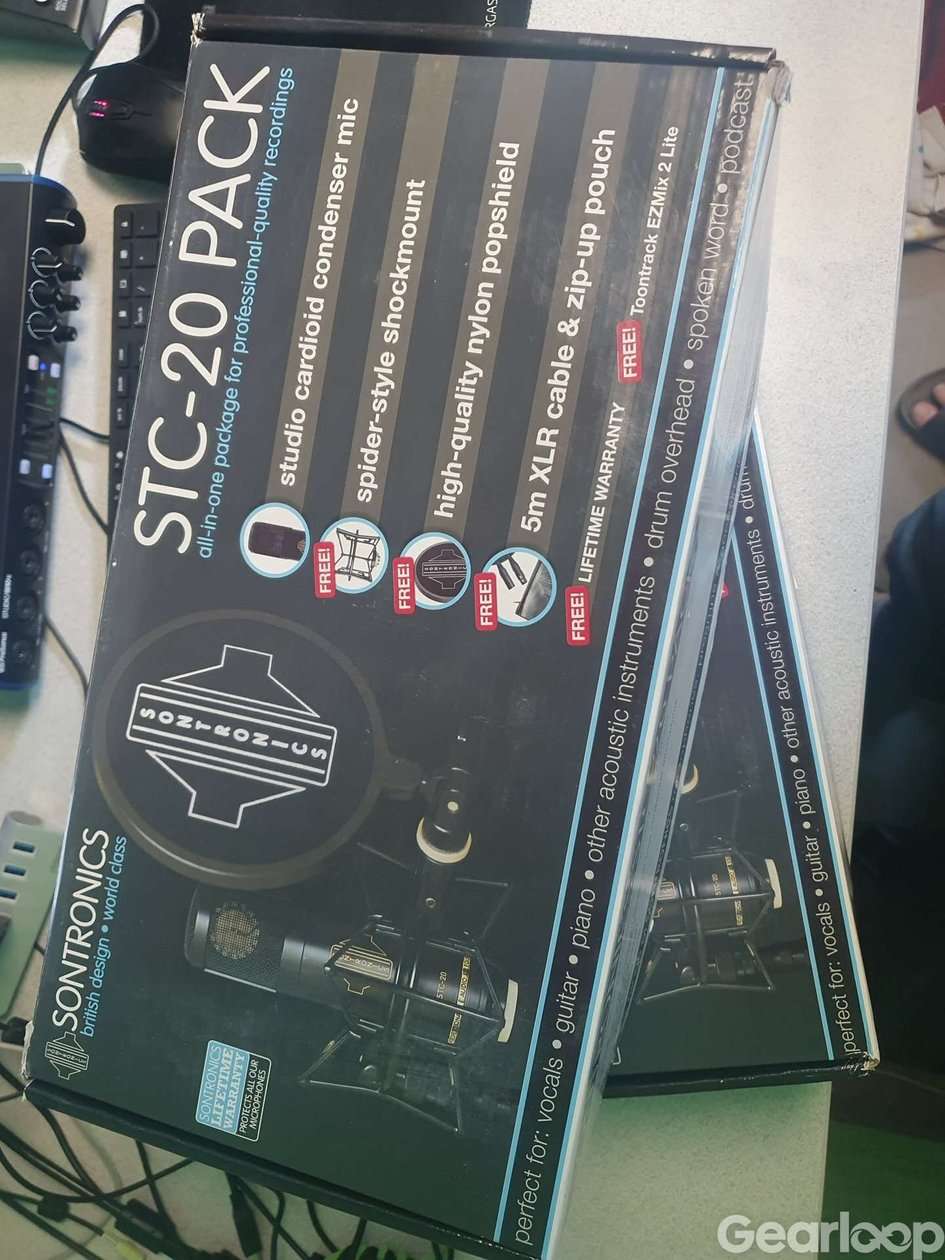 SONTRONICS
british design • world class
STC-20 PACK
all-in-one package for professional-quality recordings
studio cardioid condenser mic
FREE!
spider-style shockmount
FREE!
high-quality nylon popshield
FREE!
5m XLR cable & zip-up pouch
FREE! LIFETIME WARRANTY
FREE! Toontrack EZMix 2 Lite
SONTRONICS
SONTRONICS
LIFETIME
WARRANTY
PROTECTS ALL OUR
MICROPHONES
SONTRONICS
STC-20
perfect for: vocals • guitar • piano • other acoustic instruments • drum overhead • spoken word • podcast
STC-20
perfect for: vocals • guitar • piano • other acoustic instruments • drum
Gearloop